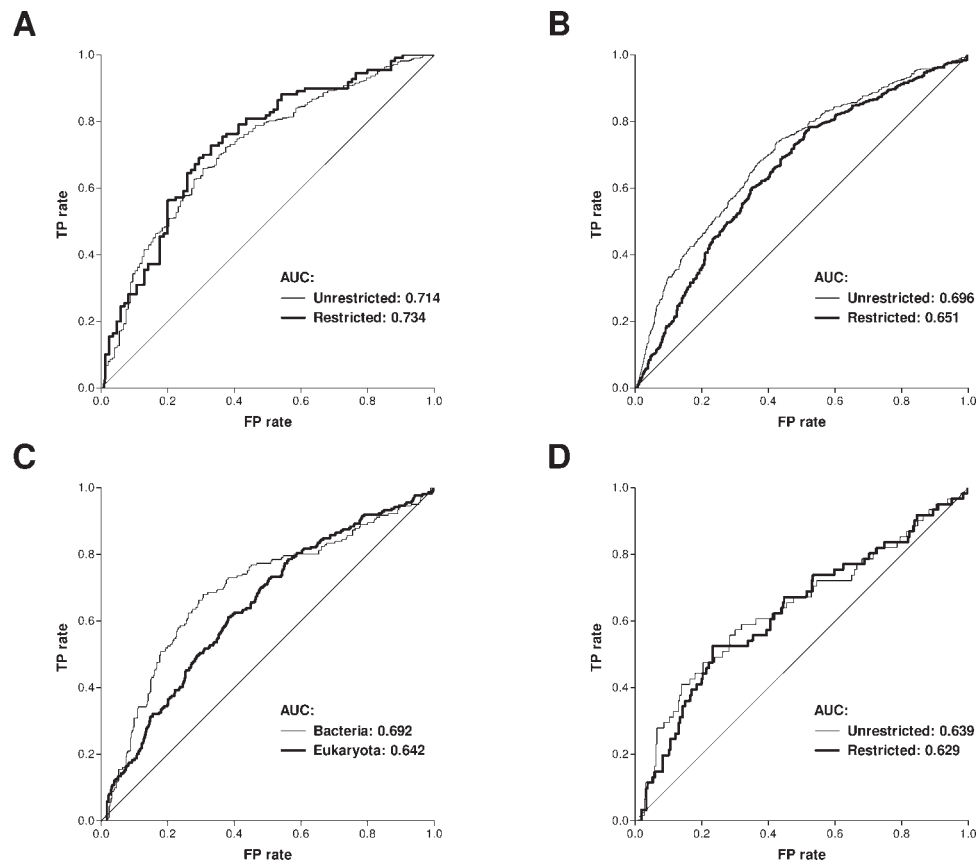 A
1.0
0.8
0.6
0.4
0.2
0.0
TP rate
0.0 0.2 0.4 0.6 0.8 1.0
FP rate
AUC:
Unrestricted: 0.714
Restricted: 0.734
B
1.0
0.8
0.6
0.4
0.2
0.0
TP rate
0.0 0.2 0.4 0.6 0.8 1.0
FP rate
AUC:
Unrestricted: 0.696
Restricted: 0.651
C
1.0
0.8
0.6
0.4
0.2
0.0
TP rate
0.0 0.2 0.4 0.6 0.8 1.0
FP rate
AUC:
Bacteria: 0.692
Eukaryota: 0.642
D
1.0
0.8
0.6
0.4
0.2
0.0
TP rate
0.0 0.2 0.4 0.6 0.8 1.0
FP rate
AUC:
Unrestricted: 0.639
Restricted: 0.629